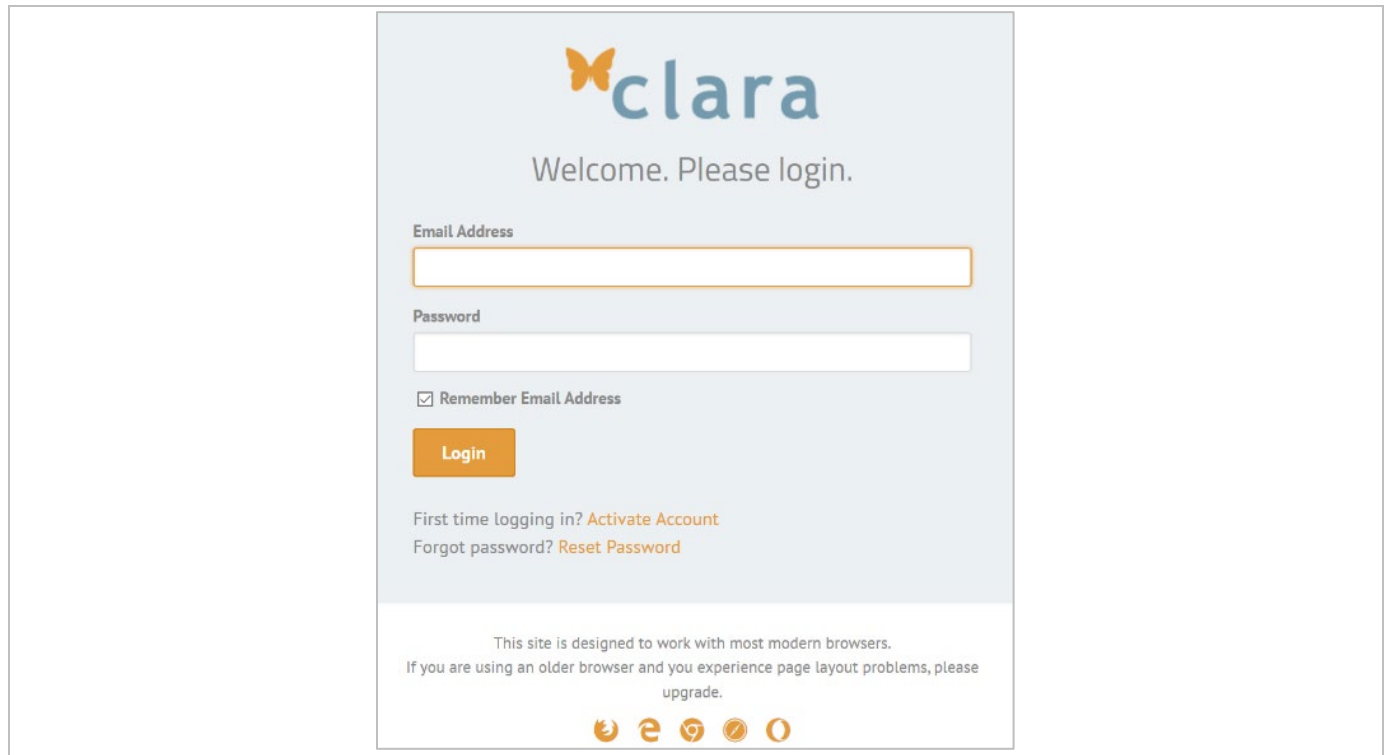 clara
Welcome. Please login.
Email Address
Password
Remember Email Address
Login
First time logging in? Activate Account
Forgot password? Reset Password
This site is designed to work with most modern browsers.
If you are using an older browser and you experience page layout problems, please
upgrade.